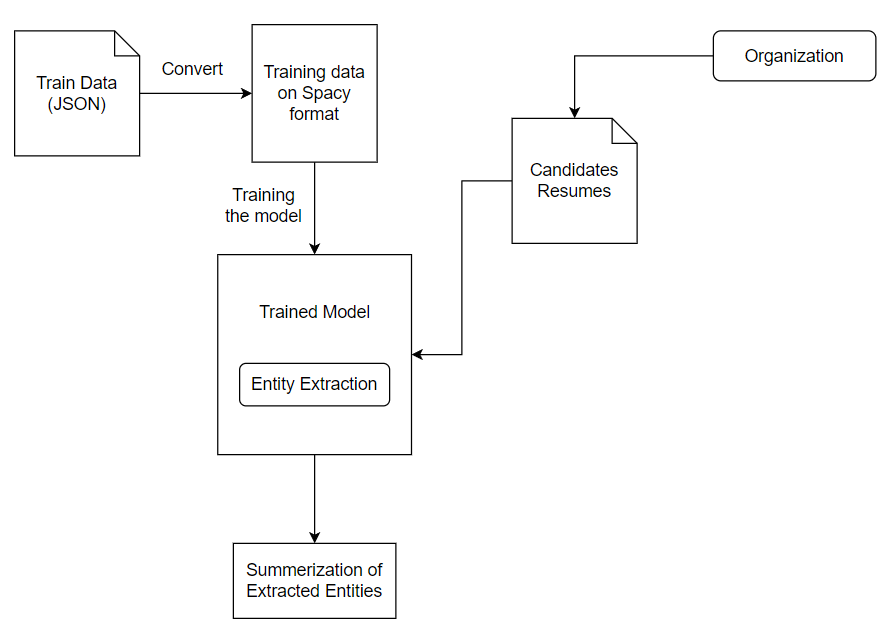 Train Data
(JSON)
Convert
Training data
on Spacy
format
Organization
Candidates
Resumes
Training
the model
Trained Model
Entity Extraction
Summerization of
Extracted Entities